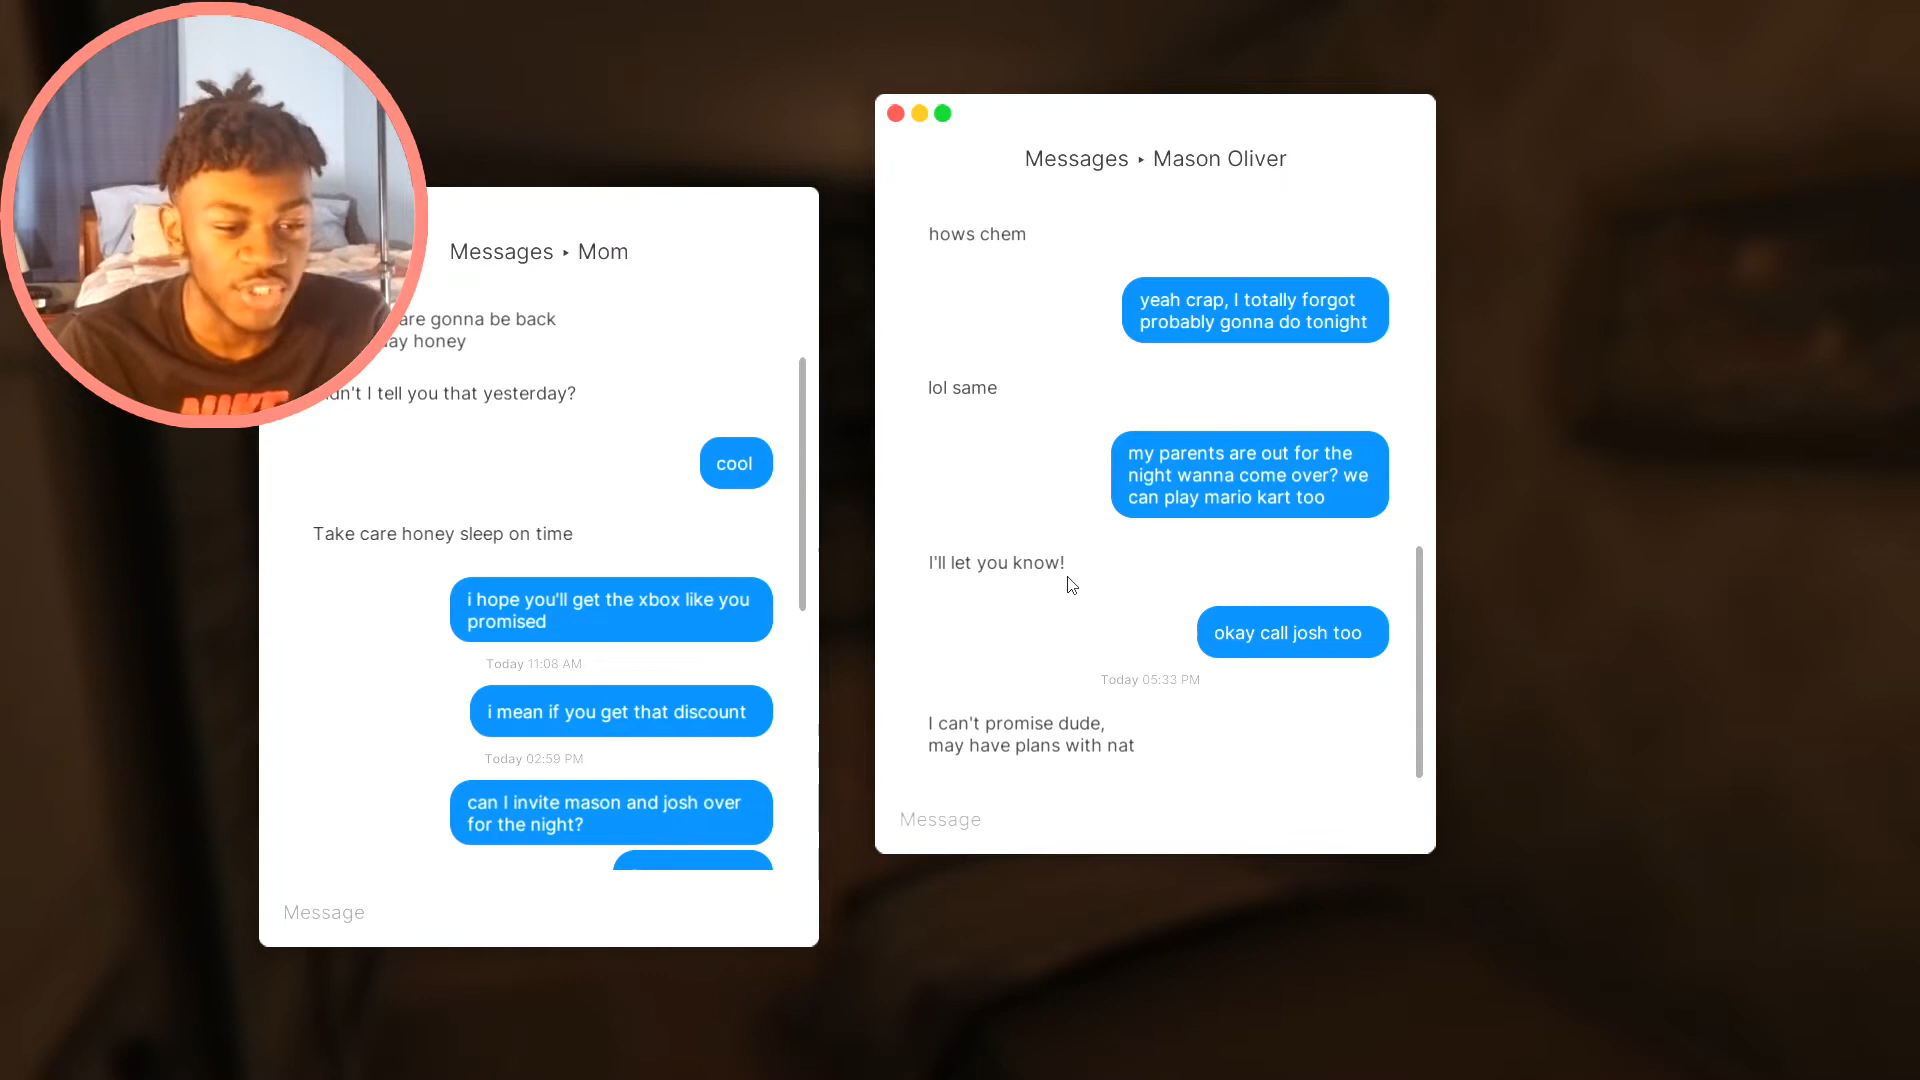 Messages ‣ Mom
are gonna be back
honey
I tell you that yesterday?
cool
Take care honey sleep on time
i hope you'll get the xbox like you
promised
Today 11:08 AM
i mean if you get that discount
Today 02:59 PM
can I invite mason and josh over
for the night?
Message
Messages ‣ Mason Oliver
hows chem
yeah crap, I totally forgot
probably gonna do tonight
lol same
my parents are out for the
night wanna come over? we
can play mario kart too
I'll let you know!
okay call josh too
Today 05:33 PM
I can't promise dude,
may have plans with nat
Message